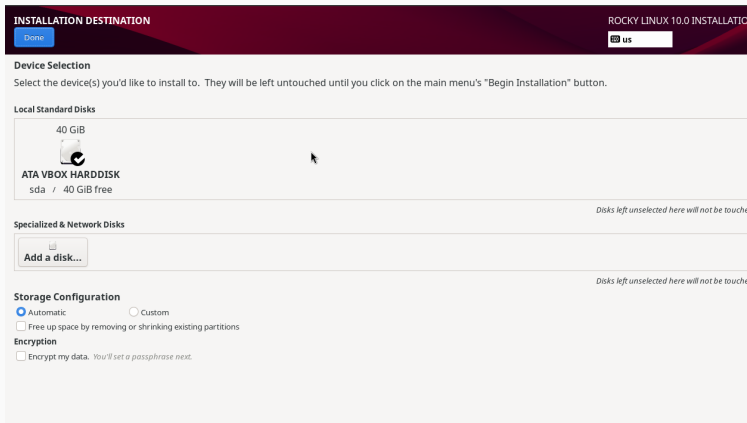 INSTALLATION DESTINATION
ROCKY LINUX 10.0 INSTALLATIO
Done
us
Device Selection
Select the device(s) you'd like to install to. They will be left untouched until you click on the main menu's "Begin Installation" button.
Local Standard Disks
40 GiB
ATA VBOX HARDDISK
sda / 40 GiB free
Disks left unselected here will not be touche
Specialized & Network Disks
Add a disk...
Disks left unselected here will not be touche
Storage Configuration
Automatic Custom
Free up space by removing or shrinking existing partitions
Encryption
Encrypt my data. You'll set a passphrase next.